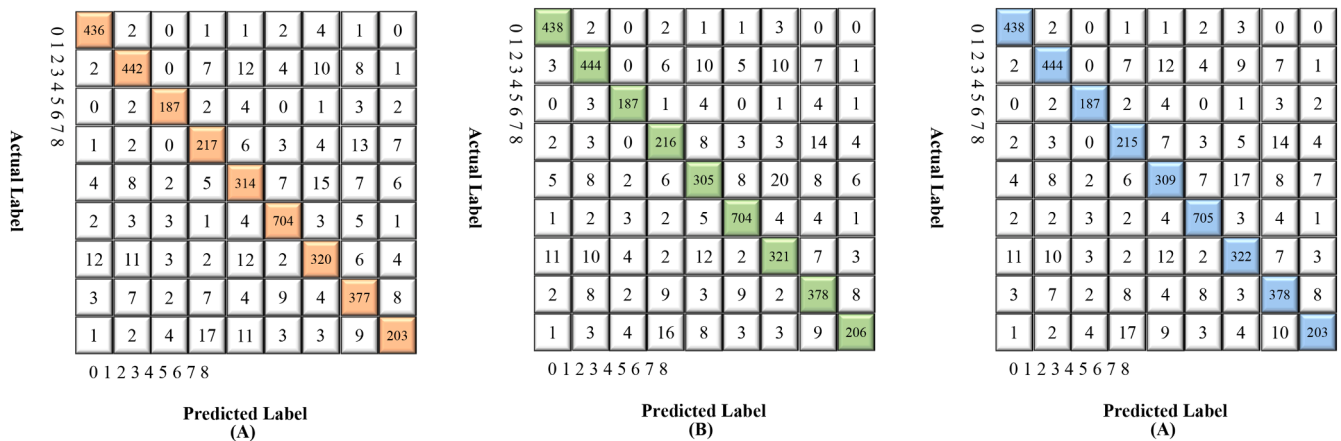 436 2 0 1 1 2 4 1 0
2 442 0 7 12 4 10 8 1
0 2 187 2 4 0 1 3 2
1 2 0 217 6 3 4 13 7
4 8 2 5 314 7 15 7 6
2 3 3 1 4 704 3 5 1
12 11 3 2 12 2 320 6 4
3 7 2 7 4 9 4 377 8
1 2 4 17 11 3 3 9 203
0 1 2 3 4 5 6 7 8
Actual Label
0 1 2 3 4 5 6 7 8
Predicted Label
(A)
438 2 0 2 1 1 3 0 0
3 444 0 6 10 5 10 7 1
0 3 187 1 4 0 1 4 1
2 3 0 216 8 3 3 14 4
5 8 2 6 305 8 20 8 6
1 2 3 2 5 704 4 4 1
11 10 4 2 12 2 321 7 3
2 8 2 9 3 9 2 378 8
1 3 4 16 8 3 3 9 206
0 1 2 3 4 5 6 7 8
Actual Label
0 1 2 3 4 5 6 7 8
Predicted Label
(B)
438 2 0 1 1 2 3 0 0
2 444 0 7 12 4 9 7 1
0 2 187 2 4 0 1 3 2
2 3 0 215 7 3 5 14 4
4 8 2 6 309 7 17 8 7
2 2 3 2 4 705 3 4 1
11 10 3 2 12 2 322 7 3
3 7 2 8 4 8 3 378 8
1 2 4 17 9 3 4 10 203
0 1 2 3 4 5 6 7 8
Actual Label
0 1 2 3 4 5 6 7 8
Predicted Label
(A)